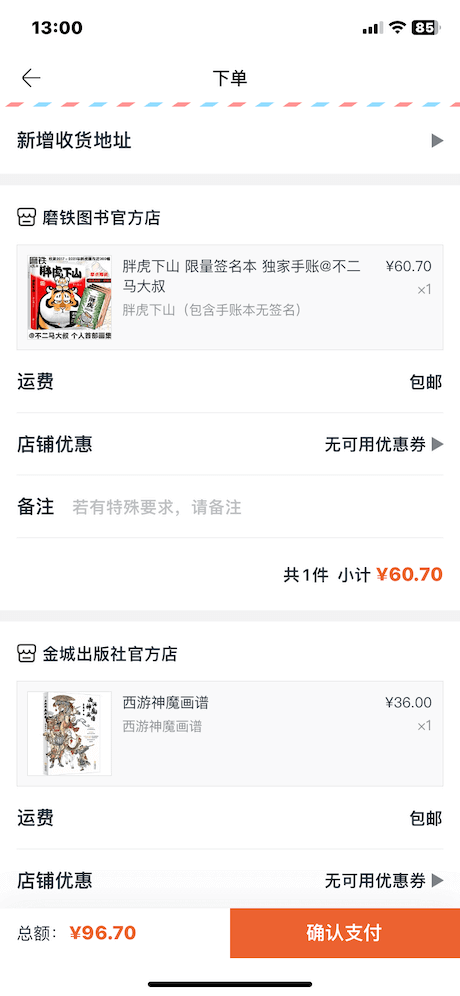 13:00
85
下单
新增收货地址
磨铁图书官方店
磨铁
胖虎下山
@不二马大叔 个人首部画集
胖虎下山 限量签名本 独家手账@不二
马大叔
¥60.70
×1
胖虎下山（包含手账本无签名）
运费
包邮
店铺优惠
无可用优惠券
备注
若有特殊要求，请备注
共1件 小计 ¥60.70
金城出版社官方店
西游神魔画谱
¥36.00
西游神魔画谱
×1
运费
包邮
店铺优惠
无可用优惠券
总额：¥96.70
确认支付